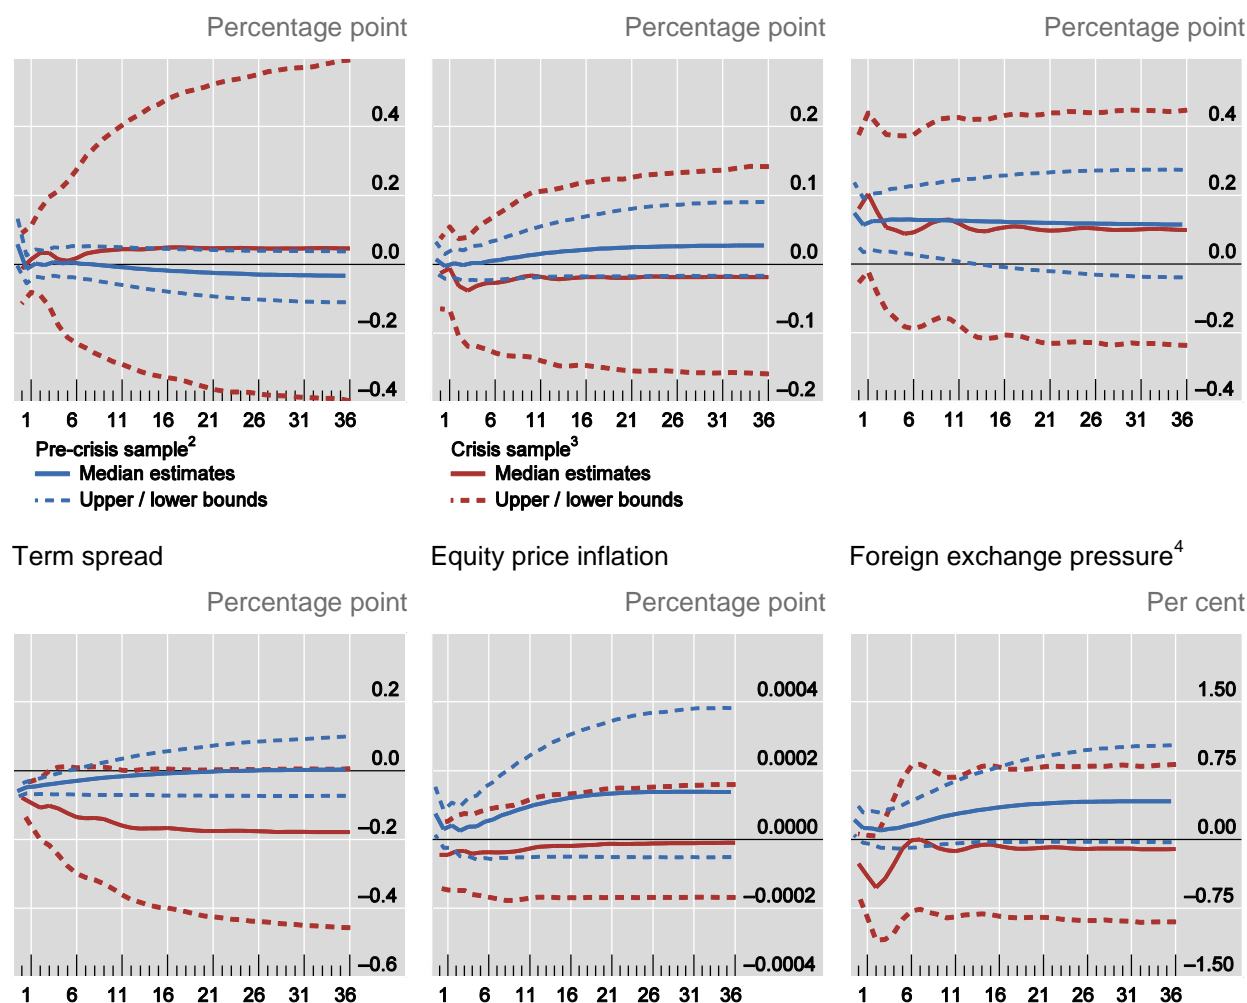 Percentage point Percentage point Percentage point
0.4 0.2 0.4
0.2 0.1 0.2
0.0 0.0 0.0
–0.2 –0.1 –0.2
–0.4 –0.2 –0.4
1 6 11 16 21 26 31 36 1 6 11 16 21 26 31 36 1 6 11 16 21 26 31 36
Pre-crisis sample2 Crisis sample3
Median estimates Median estimates
Upper / lower bounds Upper / lower bounds
Term spread Equity price inflation Foreign exchange pressure4
Percentage point Percentage point Per cent
0.2 0.0004 1.50
0.0 0.0002 0.75
–0.2 0.0000 0.00
–0.4 –0.0002 –0.75
–0.6 –0.0004 –1.50
1 6 11 16 21 26 31 36 1 6 11 16 21 26 31 36 1 6 11 16 21 26 31 36